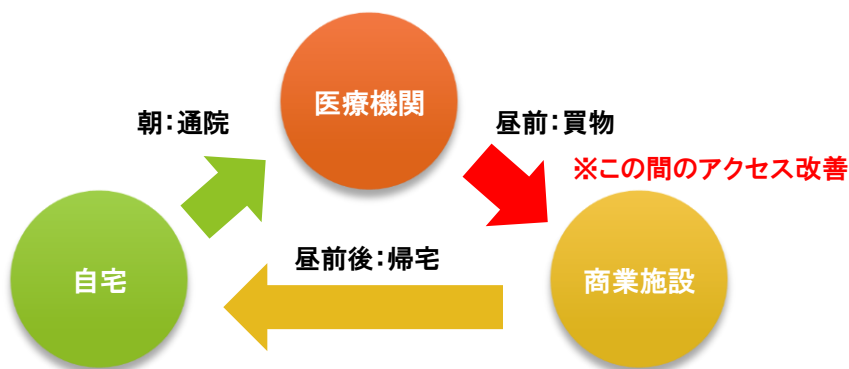 医療機関
朝：通院
昼前：買物
※この間のアクセス改善
自宅
昼前後：帰宅
商業施設